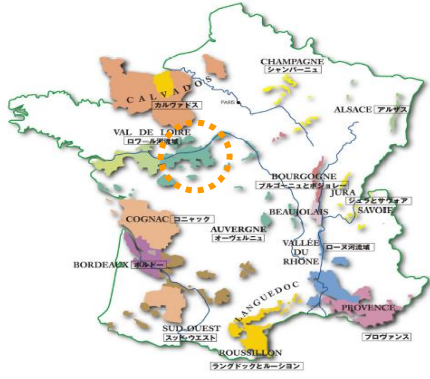 CHAMPAGNE
シャンパーニュ
CALVADOS
カルヴァドス
PARIS
ALSACE アルザス
VAL DE LOIRE
ロワール河流域
BOURGOGNE
ブルゴーニュとボジョレー
JURA
ジュラとサヴォア
SAVOIE
BEAUJOLAIS
COGNAC コニャック
AUVERGNE
オーヴェルニュ
VALLÉE
DU
RHÔNE
ローヌ河流域
BORDEAUX ボルドー
LANGUEDOC
PROVENCE
プロヴァンス
SUD-OUEST
スッド・ウエスト
ROUSSILLON
ラングドックとルーション